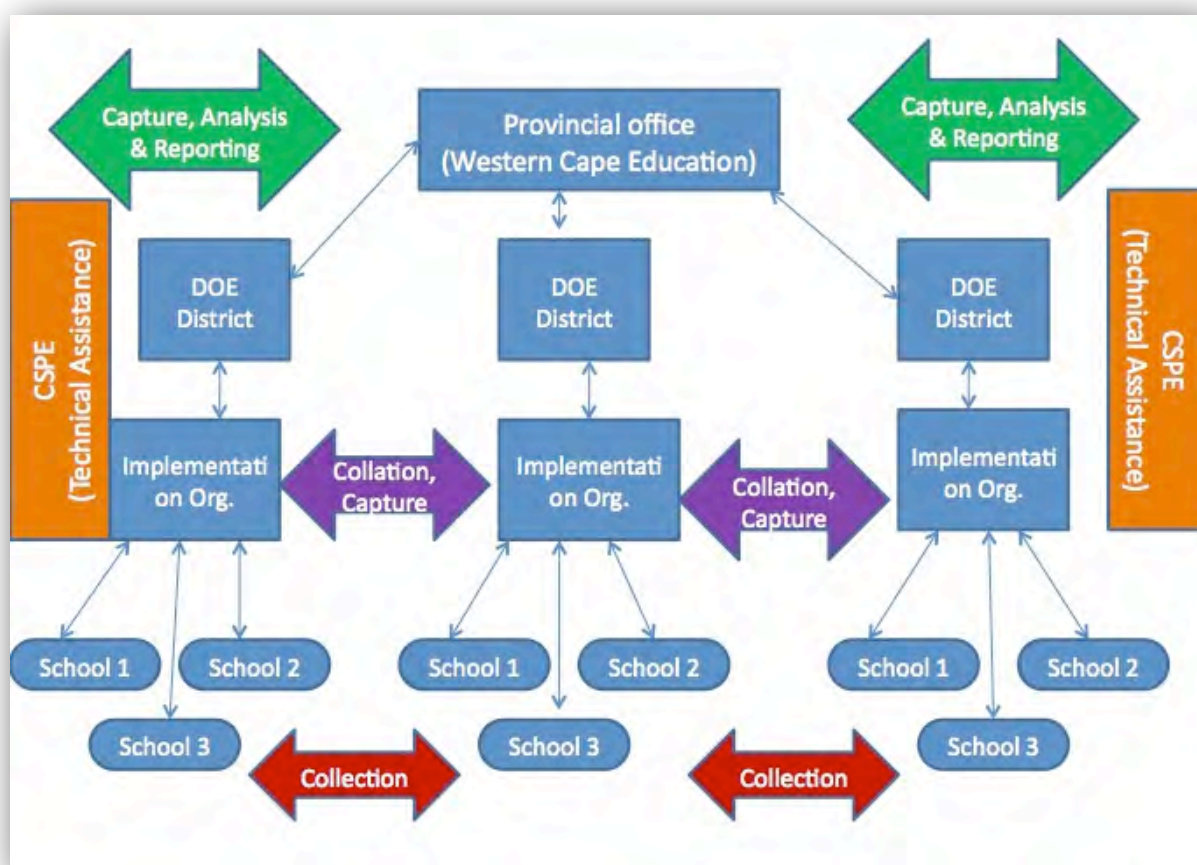 Capture, Analysis
& Reporting
Provincial office
(Western Cape Education)
Capture, Analysis
& Reporting
CSPE
(Technical Assistance)
DOE
District
DOE
District
DOE
District
CSPE
(Technical Assistance)
Implementati
on Org.
Collation,
Capture
Implementati
on Org.
Collation,
Capture
Implementati
on Org.
School 1
School 2
School 1
School 2
School 1
School 2
School 3
School 3
School 3
Collection
Collection